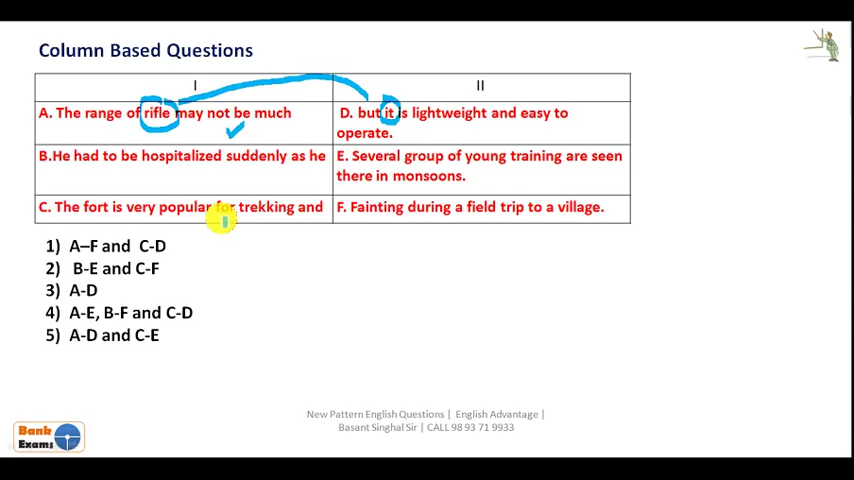 Column Based Questions
I II
A. The range of rifle may not be much D. but it is lightweight and easy to
operate.
B.He had to be hospitalized suddenly as he E. Several group of young training are seen
there in monsoons.
C. The fort is very popular for trekking and F. Fainting during a field trip to a village.
1) A–F and C-D
2) B-E and C-F
3) A-D
4) A-E, B-F and C-D
5) A-D and C-E
New Pattern English Questions | English Advantage |
Basant Singhal Sir | CALL 98 93 71 9933
Bank
Exams